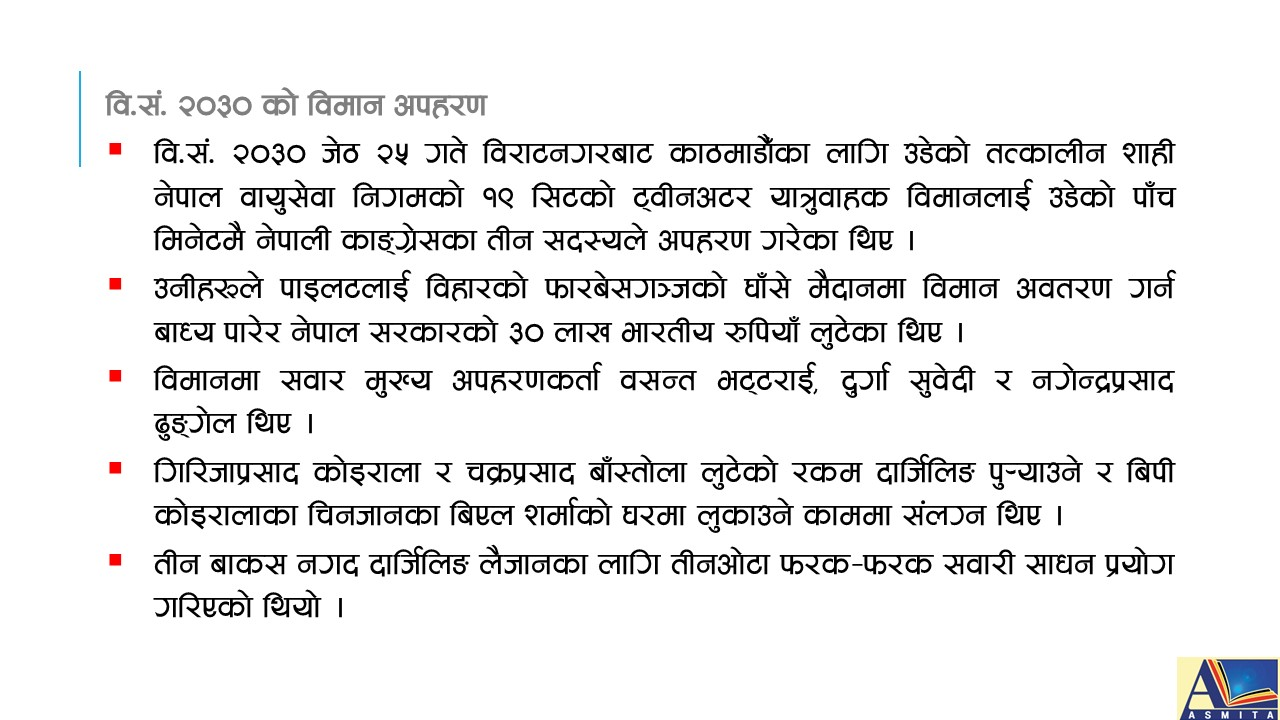 वि.सं. २०३० को विमान अपहरण
वि.सं. २०३० जेठ २५ गते विराटनगरबाट काठमाडौँका लागि उडेको तत्कालीन शाही
नेपाल वायुसेवा निगमको १९ सिटको ट्वीनअटर यात्रुवाहक विमानलाई उडेको पाँच
मिनेटमै नेपाली काङ्ग्रेसका तीन सदस्यले अपहरण गरेका थिए ।
उनीहरूले पाइलटलाई विहारको फारबेसगञ्जको घाँसे मैदानमा विमान अवतरण गर्न
बाध्य पारेर नेपाल सरकारको ३० लाख भारतीय रुपियाँ लुटेका थिए ।
विमानमा सवार मुख्य अपहरणकर्ता वसन्त भट्टराई, दुर्गा सुवेदी र नगेन्द्रप्रसाद
ढुङ्गेल थिए ।
गिरिजाप्रसाद कोइराला र चक्रप्रसाद बाँस्तोला लुटेको रकम दार्जिलिङ पुऱ्याउने र बिपी
कोइरालाका चिनजानका बिएल शर्माको घरमा लुकाउने काममा संलग्न थिए ।
तीन बाकस नगद दार्जिलिङ लैजानका लागि तीनओटा फरक-फरक सवारी साधन प्रयोग
गरिएको थियो ।
ASMITA